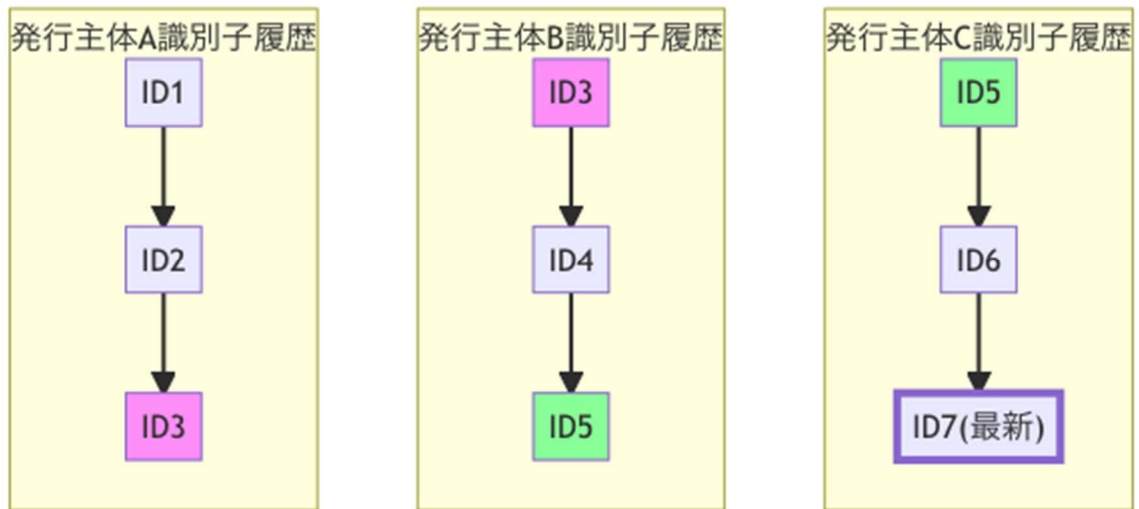 発行主体A識別子履歴
ID1
ID2
ID3
発行主体B識別子履歴
ID3
ID4
ID5
発行主体C識別子履歴
ID5
ID6
ID7(最新)